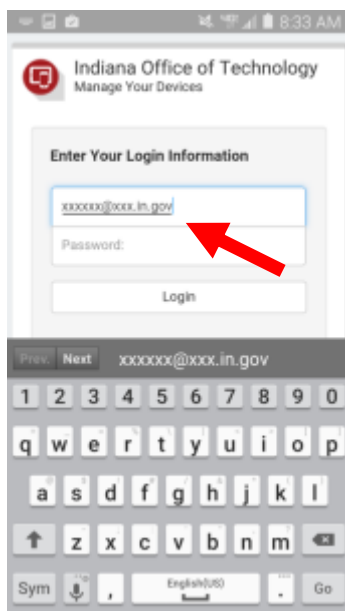 8:33 AM
Indiana Office of Technology
Manage Your Devices
Enter Your Login Information
xxxxxx@xxx.in.gov
Password:
Login
Prev. Next xxxxxx@xxx.in.gov
1 2 3 4 5 6 7 8 9 0
q w e r t y u i o p
a s d f g h j k l
z x c v b n m
Sym , English(US) . Go